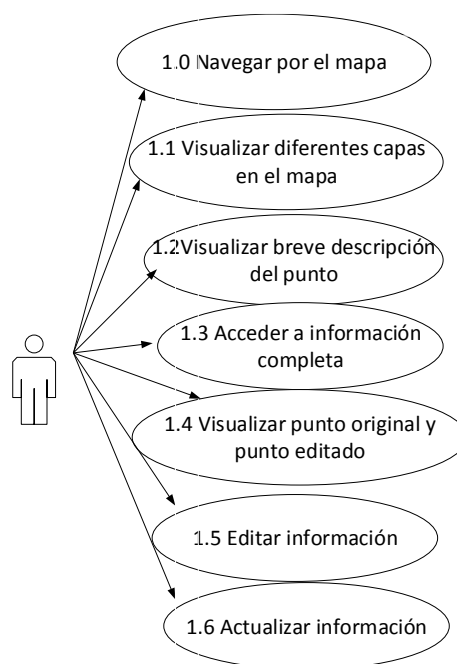 1.0 Navegar por el mapa
1.1 Visualizar diferentes capas
en el mapa
1.2Visualizar breve descripción
del punto
1.3 Acceder a información
completa
1.4 Visualizar punto original y
punto editado
1.5 Editar información
1.6 Actualizar información